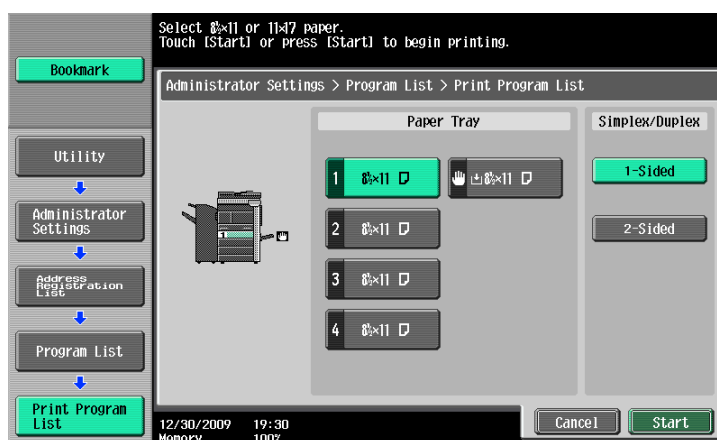 Select 8½×11 or 11×17 paper.
Touch [Start] or press [Start] to begin printing.
Bookmark
Administrator Settings > Program List > Print Program List
Utility
Administrator
Settings
Address
Registration
List
Program List
Print Program
List
Paper Tray
1 8½×11
8½×11
2 8½×11
3 8½×11
4 8½×11
1
Simplex/Duplex
1-Sided
2-Sided
12/30/2009 19:30
Memory 100%
Cancel
Start